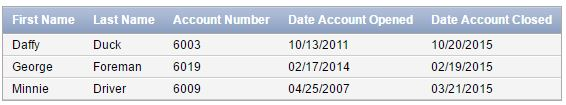 First Name Last Name Account Number Date Account Opened Date Account Closed
Daffy Duck 6003 10/13/2011 10/20/2015
George Foreman 6019 02/17/2014 02/19/2015
Minnie Driver 6009 04/25/2007 03/21/2015